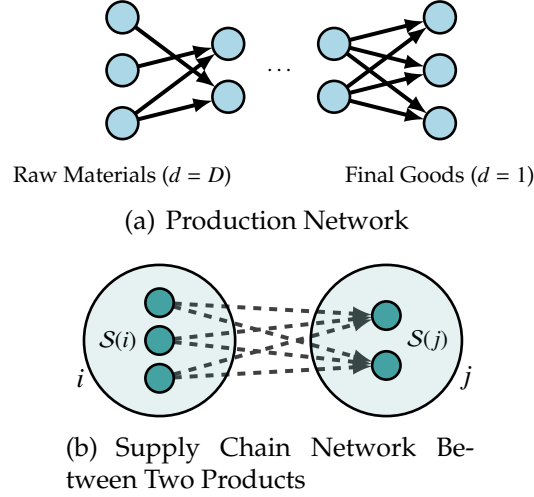 ...
Raw Materials (d = D)
Final Goods (d = 1)
(a) Production Network
S(i)
S(j)
i
j
(b) Supply Chain Network Be-
tween Two Products